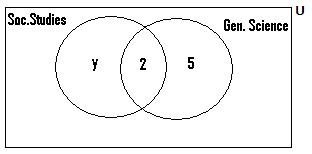 U
Soc.Studies
Gen. Science
y 2 5